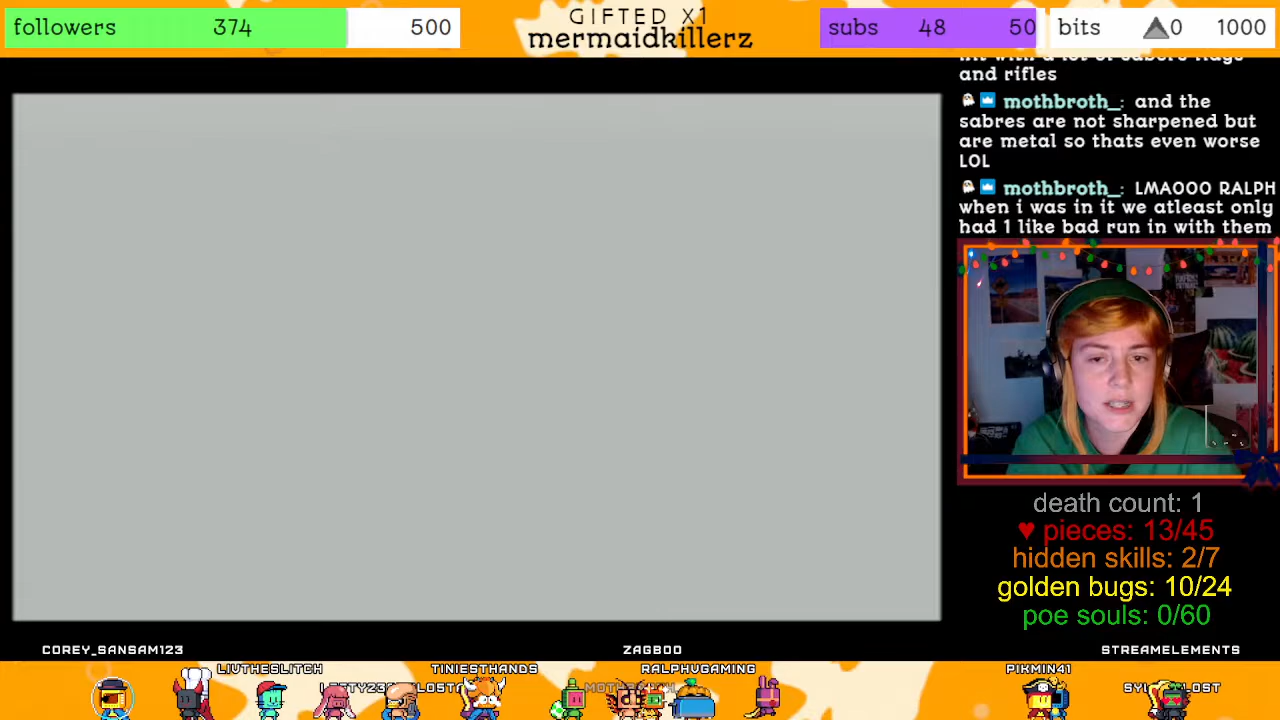 followers 374 500
GIFTED X1
mermaidkillerz
subs 48 50
bits 0 1000
and rifles
mothbroth_: and the
sabres are not sharpened but
are metal so thats even worse
LOL
mothbroth_: LMAOOO RALPH
when i was in it we atleast only
had 1 like bad run in with them
death count: 1
♥ pieces: 13/45
hidden skills: 2/7
golden bugs: 10/24
poe souls: 0/60
COREY_SANSAM123
ZAGBOO
STREAMELEMENTS
LIVTHESLITCH
TINIESTHANDS
RALPHVGAMING
PIKMIN41